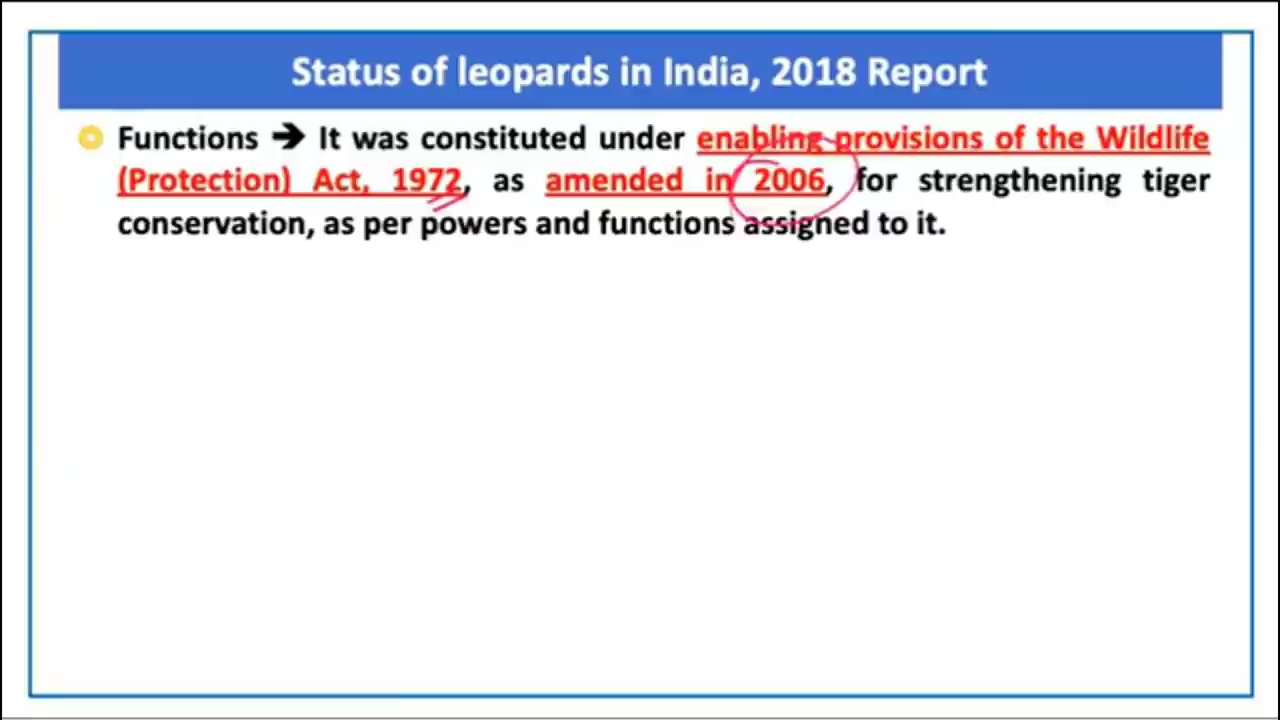 Status of leopards in India, 2018 Report
Functions ➔ It was constituted under enabling provisions of the Wildlife
(Protection) Act, 1972, as amended in 2006, for strengthening tiger
conservation, as per powers and functions assigned to it.